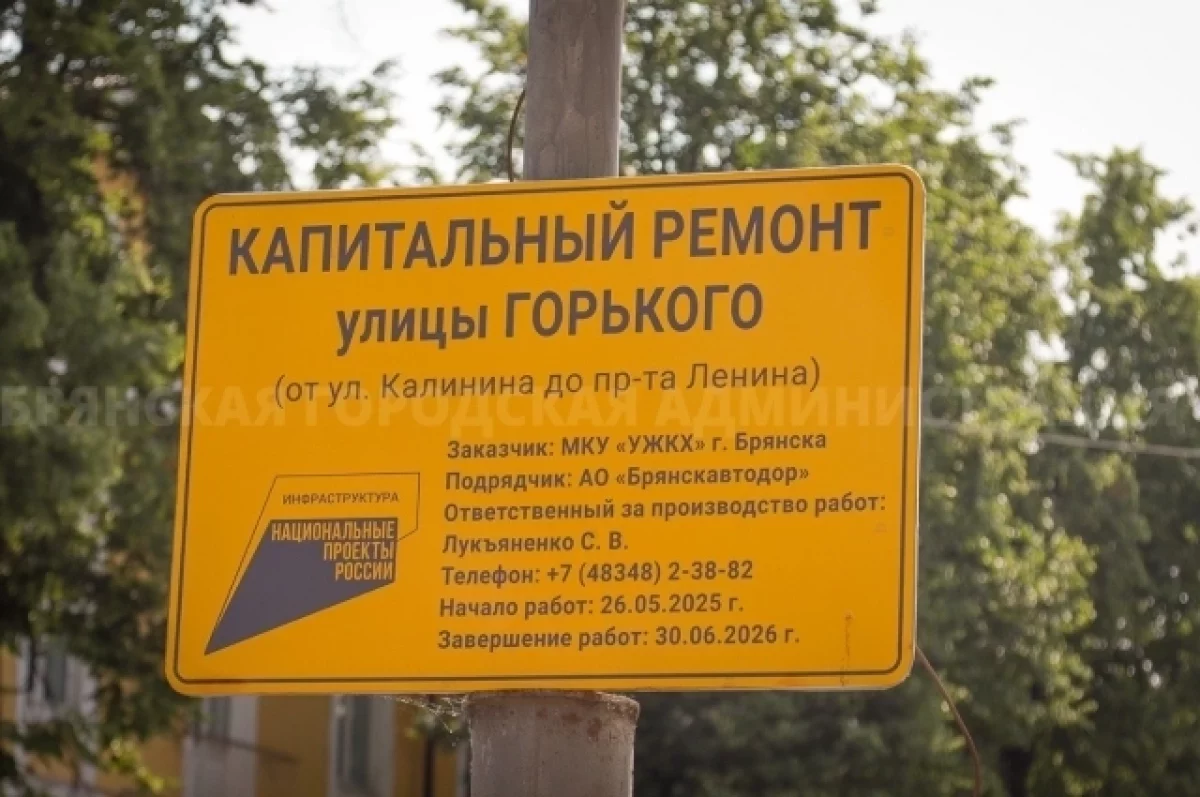 КАПИТАЛЬНЫЙ РЕМОНТ
улицы ГОРЬКОГО
(от ул. Калинина до пр-та Ленина)
БРЯНСКАЯ ГОРОДСКАЯ АДМИНИСТРАЦИЯ
Заказчик: МКУ «УЖКХ» г. Брянска
Подрядчик: АО «Брянскавтодор»
Ответственный за производство работ:
Лукъяненко С. В.
Телефон: +7 (48348) 2-38-82
Начало работ: 26.05.2025 г.
Завершение работ: 30.06.2026 г.
ИНФРАСТРУКТУРА
НАЦИОНАЛЬНЫЕ
ПРОЕКТЫ
РОССИИ